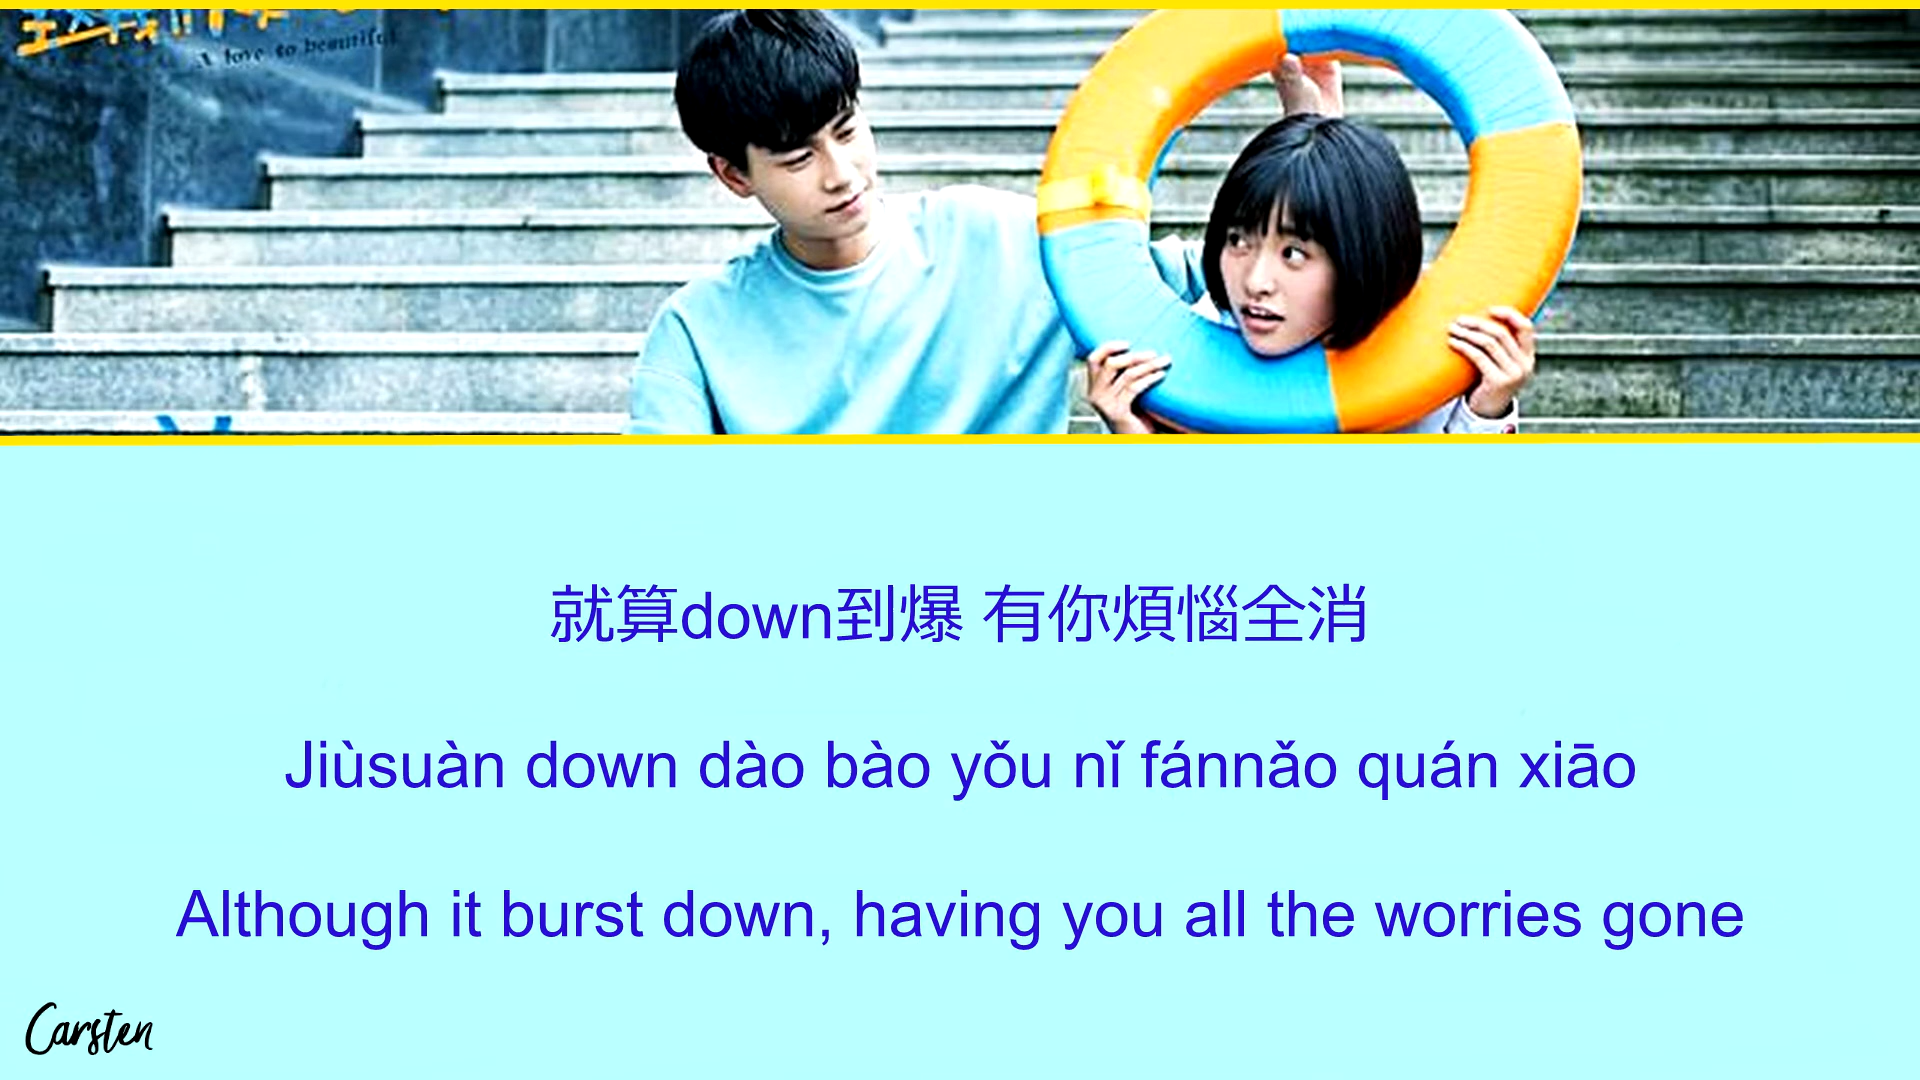 A love so beautiful
就算down到爆 有你煩惱全消
Jiùsuàn down dào bào yǒu nǐ fánnǎo quán xiāo
Although it burst down, having you all the worries gone
Carsten